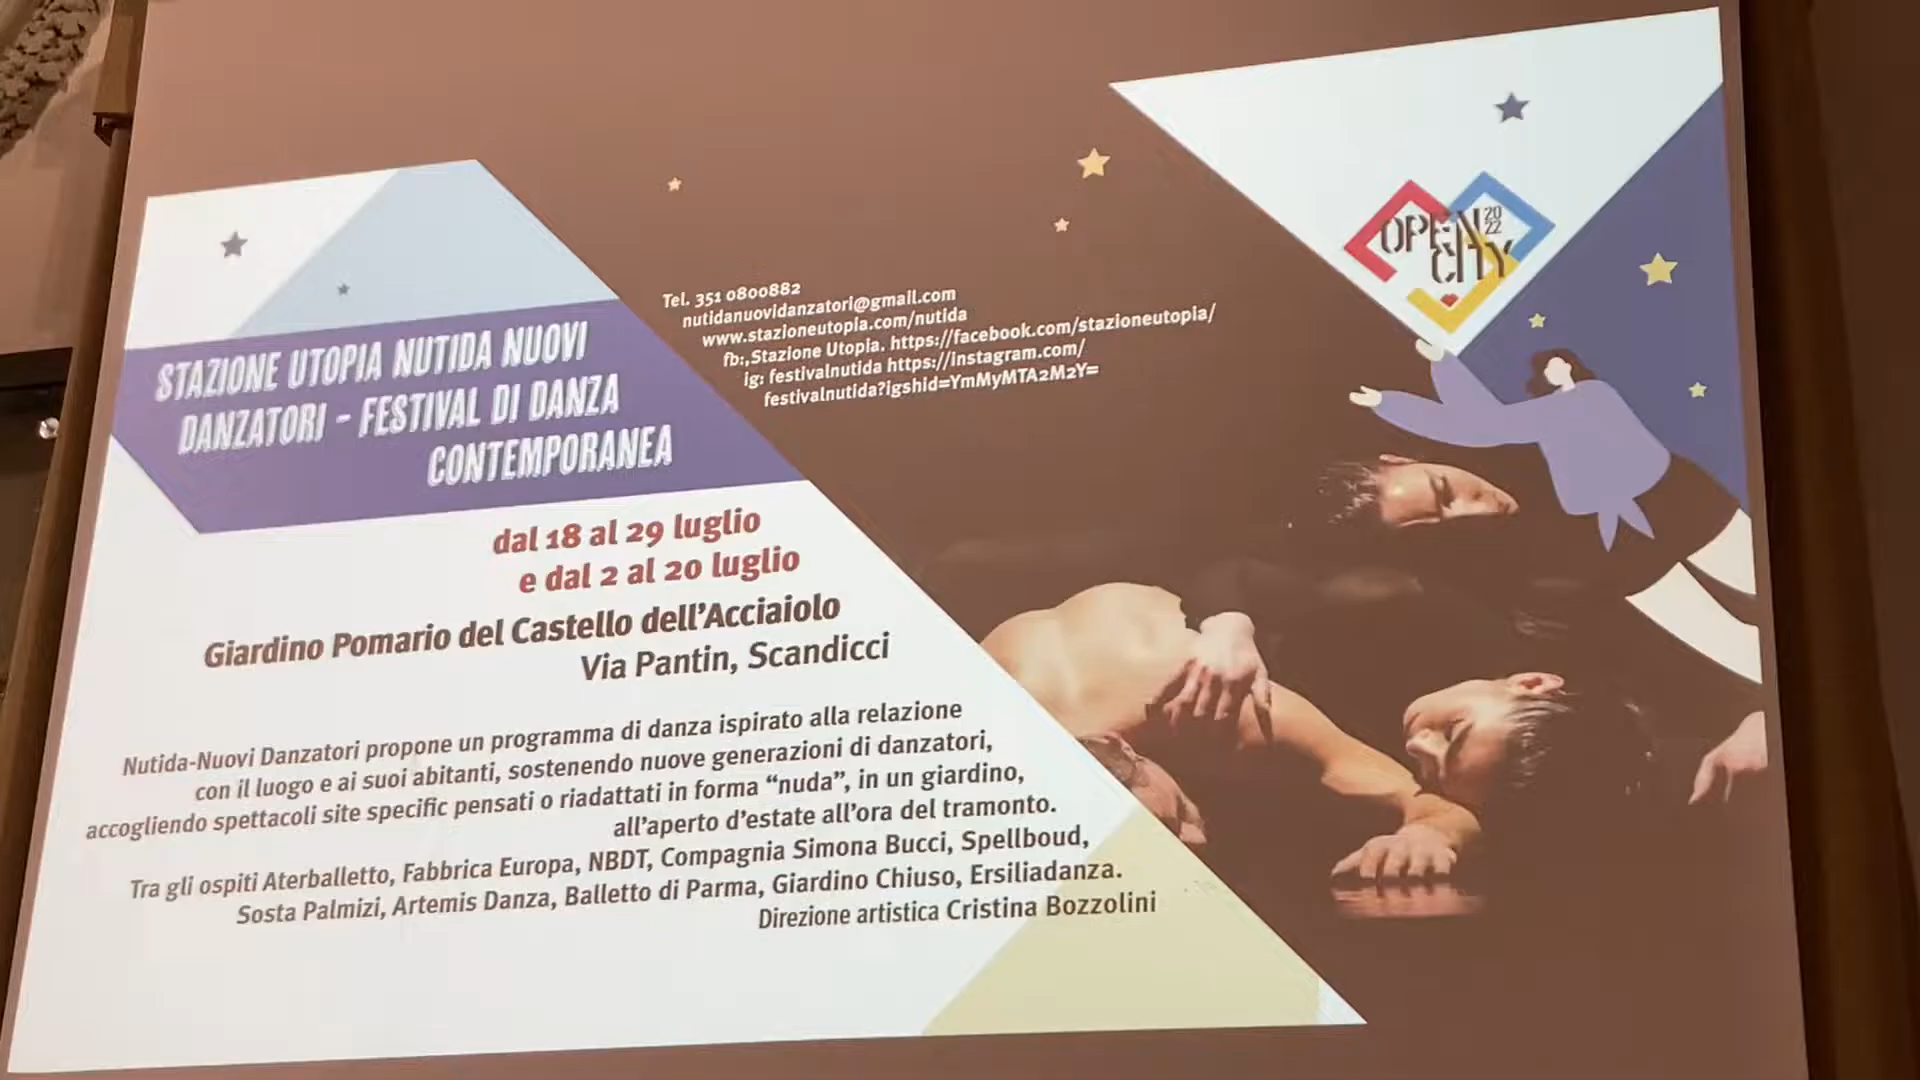 OPEN 20
22
CITY
Tel. 351 0800882
nutidanuovidanzatori@gmail.com
www.stazioneutopia.com/nutida
fb:,Stazione Utopia. https://facebook.com/stazioneutopia/
ig: festivalnutida https://instagram.com/
festivalnutida?igshid=YmMyMTA2M2Y=
STAZIONE UTOPIA NUTIDA NUOVI
DANZATORI - FESTIVAL DI DANZA
CONTEMPORANEA
dal 18 al 29 luglio
e dal 2 al 20 luglio
Giardino Pomario del Castello dell'Acciaiolo
Via Pantin, Scandicci
Nutida-Nuovi Danzatori propone un programma di danza ispirato alla relazione
con il luogo e ai suoi abitanti, sostenendo nuove generazioni di danzatori,
accogliendo spettacoli site specific pensati o riadattati in forma “nuda”, in un giardino,
all'aperto d'estate all'ora del tramonto.
Tra gli ospiti Aterballetto, Fabbrica Europa, NBDT, Compagnia Simona Bucci, Spellboud,
Sosta Palmizi, Artemis Danza, Balletto di Parma, Giardino Chiuso, Ersiliadanza.
Direzione artistica Cristina Bozzolini